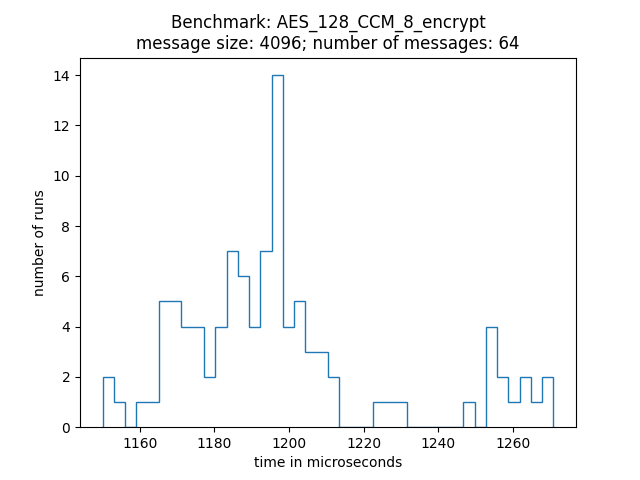 Benchmark: AES_128_CCM_8_encrypt
message size: 4096; number of messages: 64
14
12
10
8
6
4
2
0
number of runs
1160 1180 1200 1220 1240 1260
time in microseconds